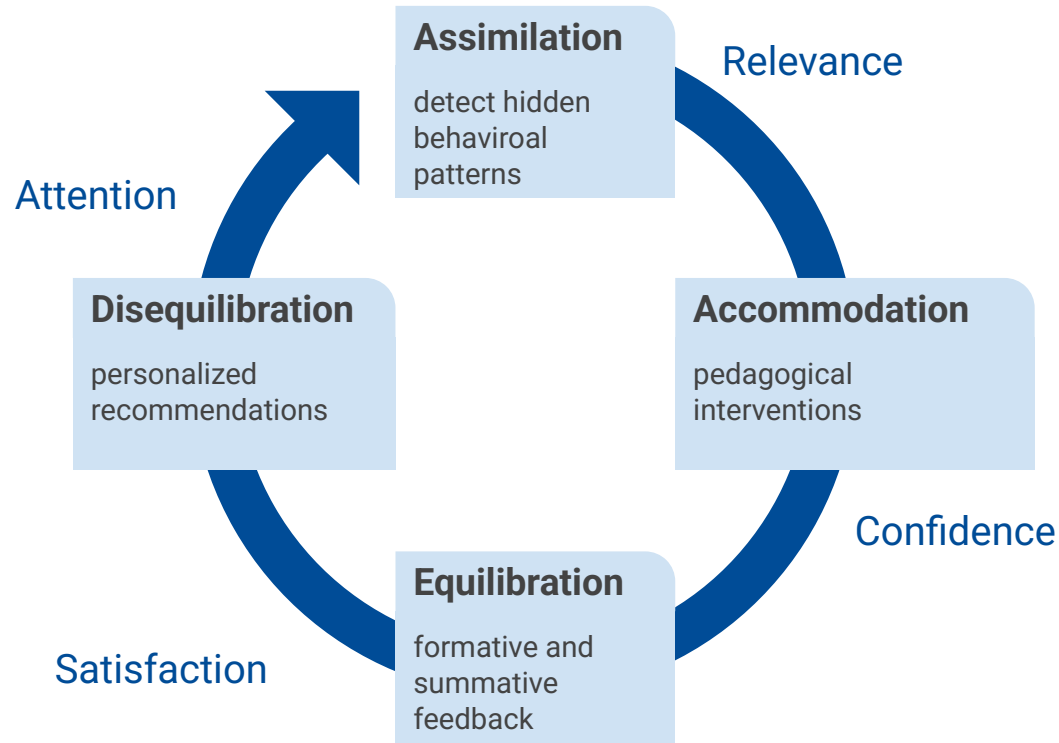 Assimilation
detect hidden
behaviroal
patterns
Relevance
Attention
Disequilibration
personalized
recommendations
Accommodation
pedagogical
interventions
Confidence
Equilibration
formative and
summative
feedback
Satisfaction